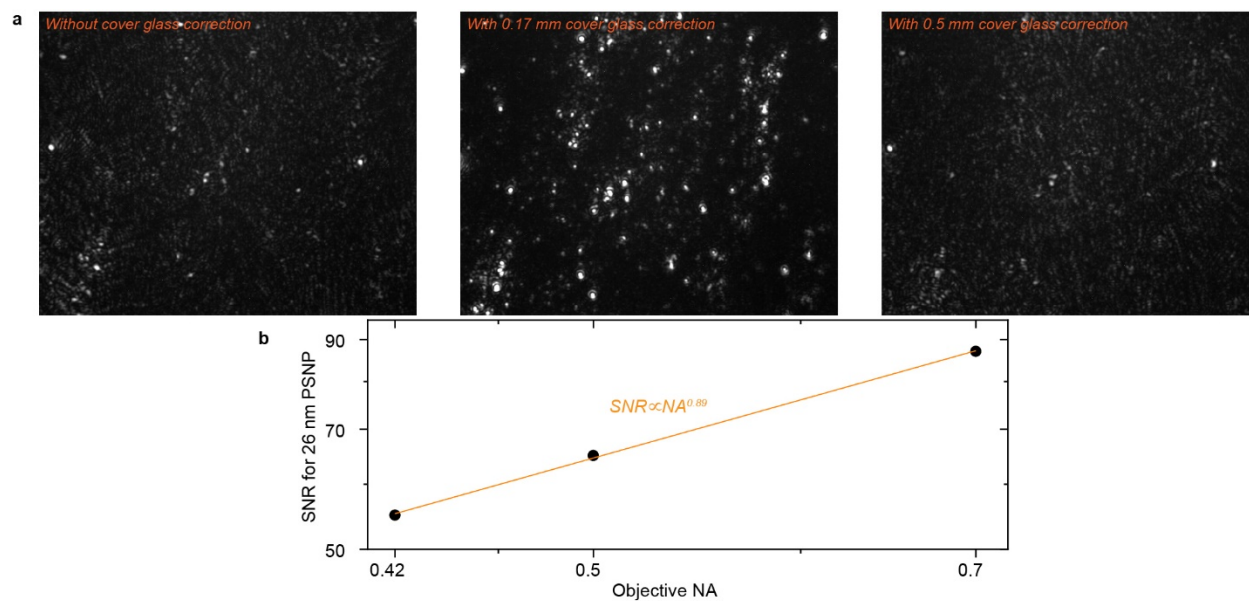 a
Without cover glass correction
With 0.17 mm cover glass correction
With 0.5 mm cover glass correction
b
SNR for 26 nm PSNP
90
70
50
SNR∝NA^0.89
0.42
0.5
0.7
Objective NA